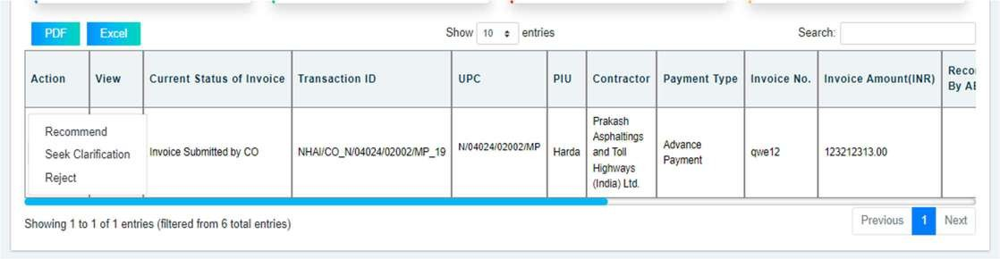 PDF Excel Show 10 entries Search:
Action View Current Status of Invoice Transaction ID UPC PIU Contractor Payment Type Invoice No. Invoice Amount(INR) Reco
By AE
Recommend
Seek Clarification
Reject
Invoice Submitted by CO NHAI/CO_N/04024/02002/MP_19 N/04024/02002/MP Harda
Prakash
Asphaltings
and Toll
Highways
(India) Ltd.
Advance
Payment
qwe12 123212313.00
Showing 1 to 1 of 1 entries (filtered from 6 total entries)
Previous 1 Next